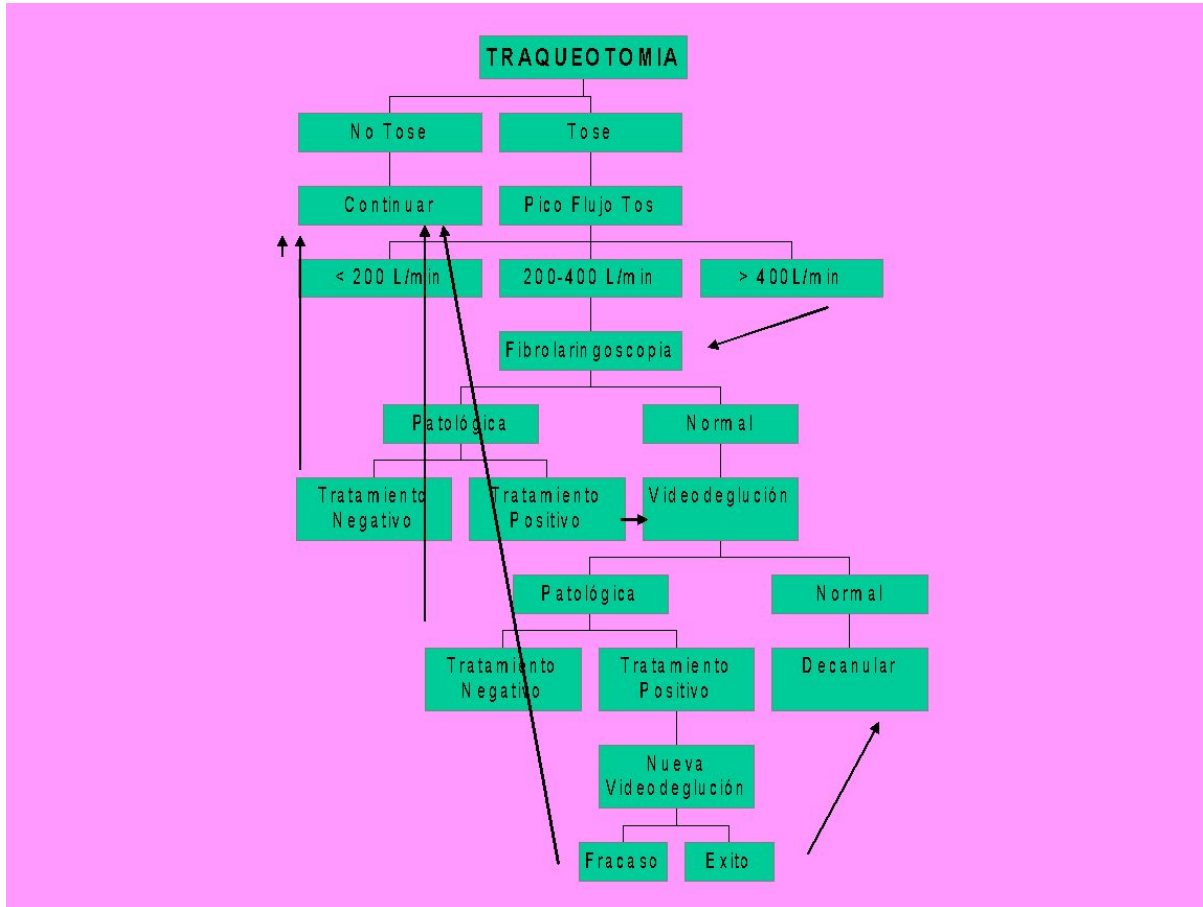 TRAQUEOTOMIA
No Tose
Tose
Continuar
Pico Flujo Tos
< 200 L/min
200-400 L/min
> 400L/min
Fibrolaringoscopia
Patológica
Normal
Tratamiento
Negativo
Tratamiento
Positivo
Videodeglución
Patológica
Normal
Tratamiento
Negativo
Tratamiento
Positivo
Decanular
Nueva
Videodeglución
Fracaso
Exito